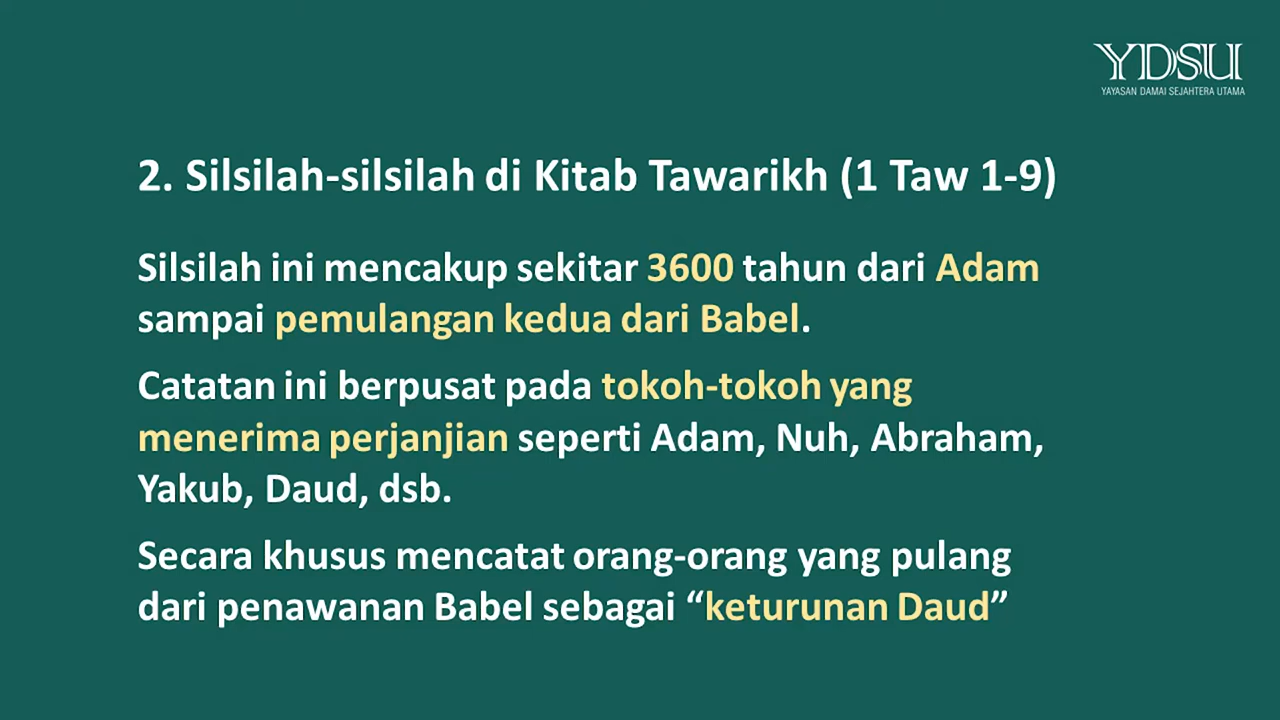 YDSU
YAYASAN DAMAI SEJAHTERA UTAMA
2. Silsilah-silsilah di Kitab Tawarikh (1 Taw 1-9)
Silsilah ini mencakup sekitar 3600 tahun dari Adam
sampai pemulangan kedua dari Babel.
Catatan ini berpusat pada tokoh-tokoh yang
menerima perjanjian seperti Adam, Nuh, Abraham,
Yakub, Daud, dsb.
Secara khusus mencatat orang-orang yang pulang
dari penawanan Babel sebagai “keturunan Daud”